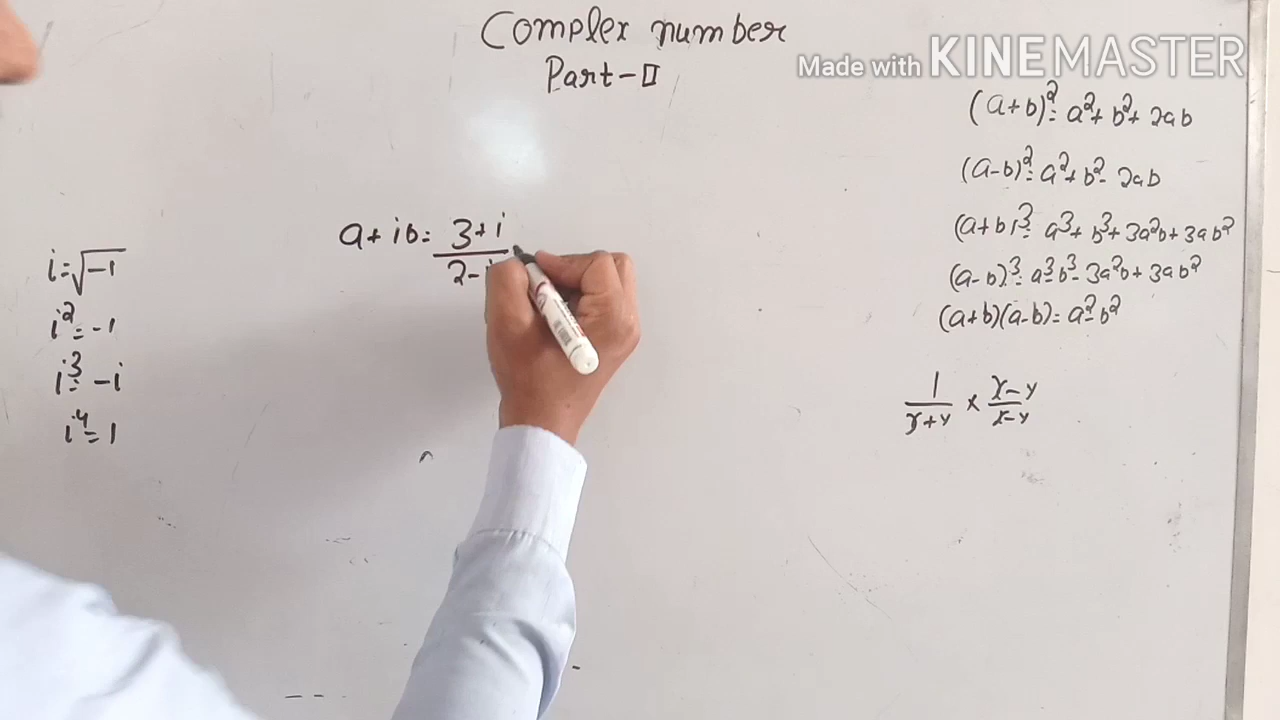 Complex number
Part-II
Made with KINEMASTER
a+ib= 3+i
2-i
i=√-1
i²=-1
i³=-i
i⁴=1
(a+b)²=a²+b²+2ab
(a-b)²=a²+b²-2ab
(a+b)³=a³+b³+3a²b+3ab²
(a-b)³=a³-b³-3a²b+3ab²
(a+b)(a-b)=a²-b²
1 × x-y
x+y x-y